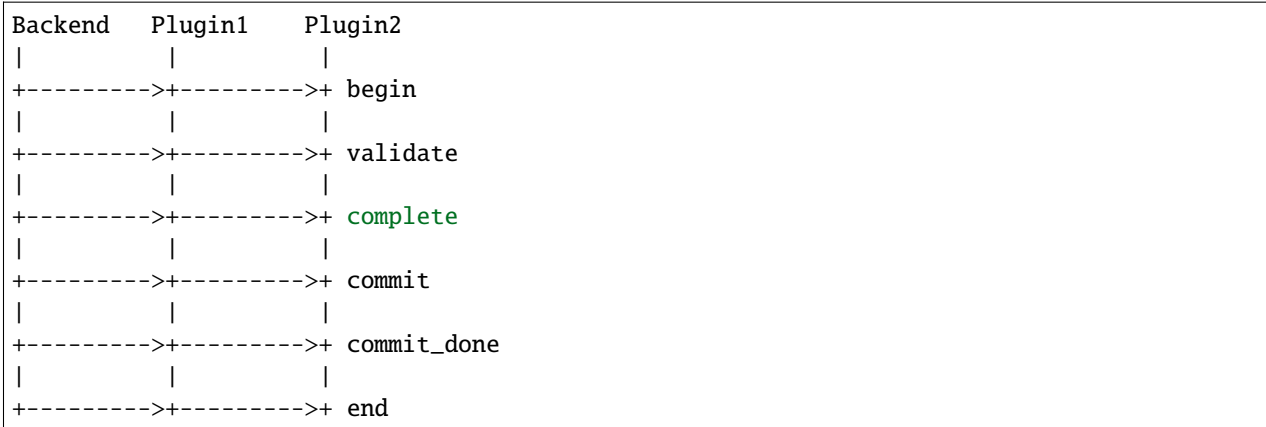 Backend   Plugin1    Plugin2
|          |          |
+--------->+--------->+ begin
|          |          |
+--------->+--------->+ validate
|          |          |
+--------->+--------->+ complete
|          |          |
+--------->+--------->+ commit
|          |          |
+--------->+--------->+ commit_done
|          |          |
+--------->+--------->+ end